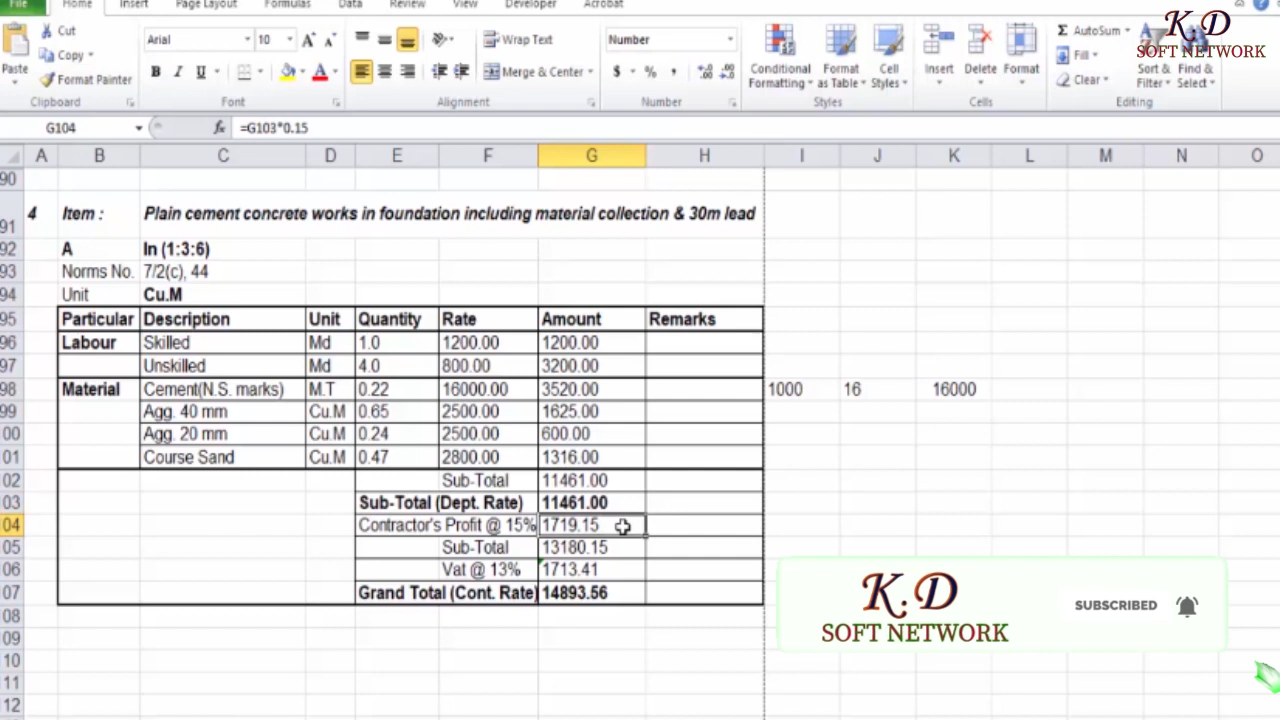 File Home Insert Page Layout Formulas Data Review View Developer Acrobat
Paste Cut Copy Format Painter Clipboard
Arial 10 A A B I U A Font
Wrap Text Merge & Center Alignment
Number $ % , Number
Conditional Formatting Format as Table Cell Styles Styles
Insert Delete Format Cells
Σ AutoSum Fill Clear Sort & Filter Find & Select Editing
K.D
SOFT NETWORK
G104 fx =G103*0.15
A B C D E F G H I J K L M N O
90
91 4 Item : Plain cement concrete works in foundation including material collection & 30m lead
92 A In (1:3:6)
93 Norms No. 7/2(c), 44
94 Unit Cu.M
95 Particular Description Unit Quantity Rate Amount Remarks
96 Labour Skilled Md 1.0 1200.00 1200.00
97 Unskilled Md 4.0 800.00 3200.00
98 Material Cement(N.S. marks) M.T 0.22 16000.00 3520.00 1000 16 16000
99 Agg. 40 mm Cu.M 0.65 2500.00 1625.00
00 Agg. 20 mm Cu.M 0.24 2500.00 600.00
01 Course Sand Cu.M 0.47 2800.00 1316.00
02 Sub-Total 11461.00
03 Sub-Total (Dept. Rate) 11461.00
04 Contractor's Profit @ 15% 1719.15
05 Sub-Total 13180.15
06 Vat @ 13% 1713.41
07 Grand Total (Cont. Rate) 14893.56
08
09
10
11
12
K.D
SOFT NETWORK
SUBSCRIBED